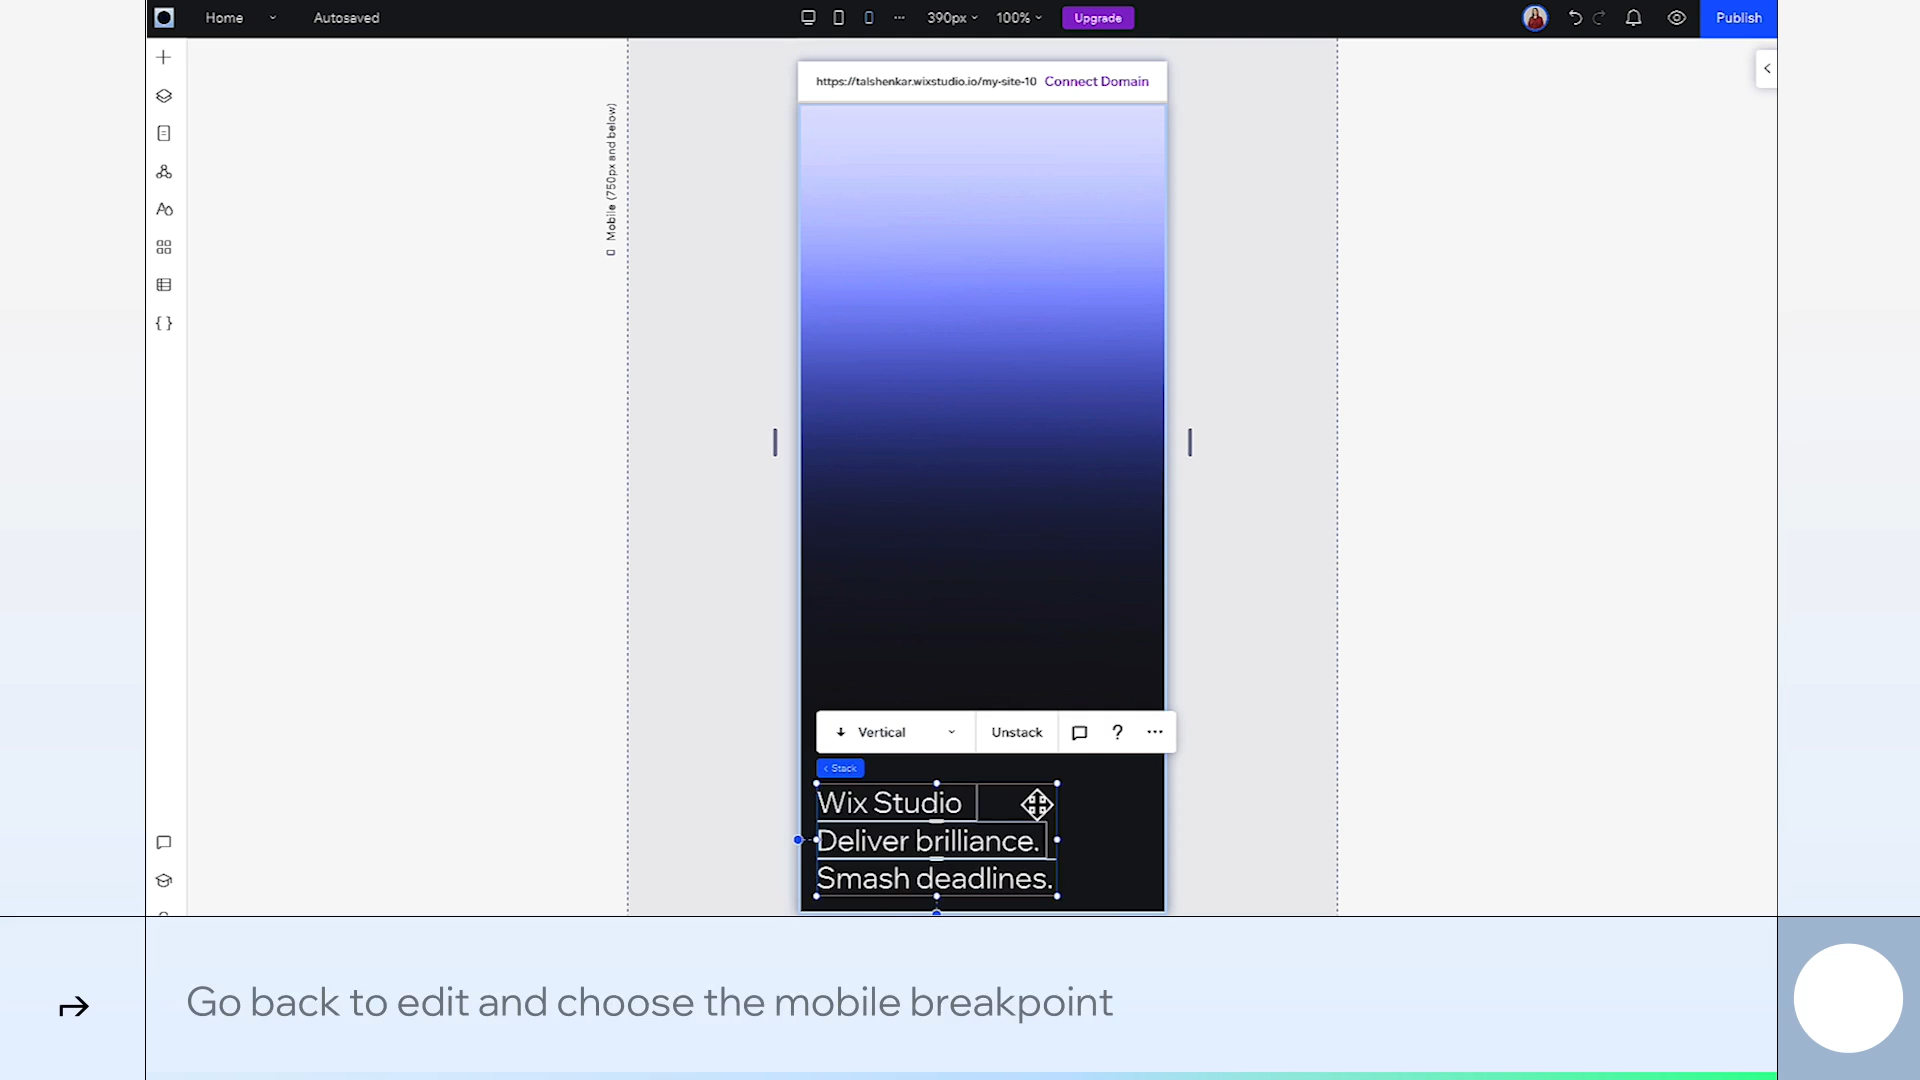 Home
Autosaved
390px
100%
Upgrade
Publish
https://talshenkar.wixstudio.io/my-site-10 Connect Domain
Mobile (750px and below)
Vertical
Unstack
?
< Stack
Wix Studio
Deliver brilliance.
Smash deadlines.
Go back to edit and choose the mobile breakpoint